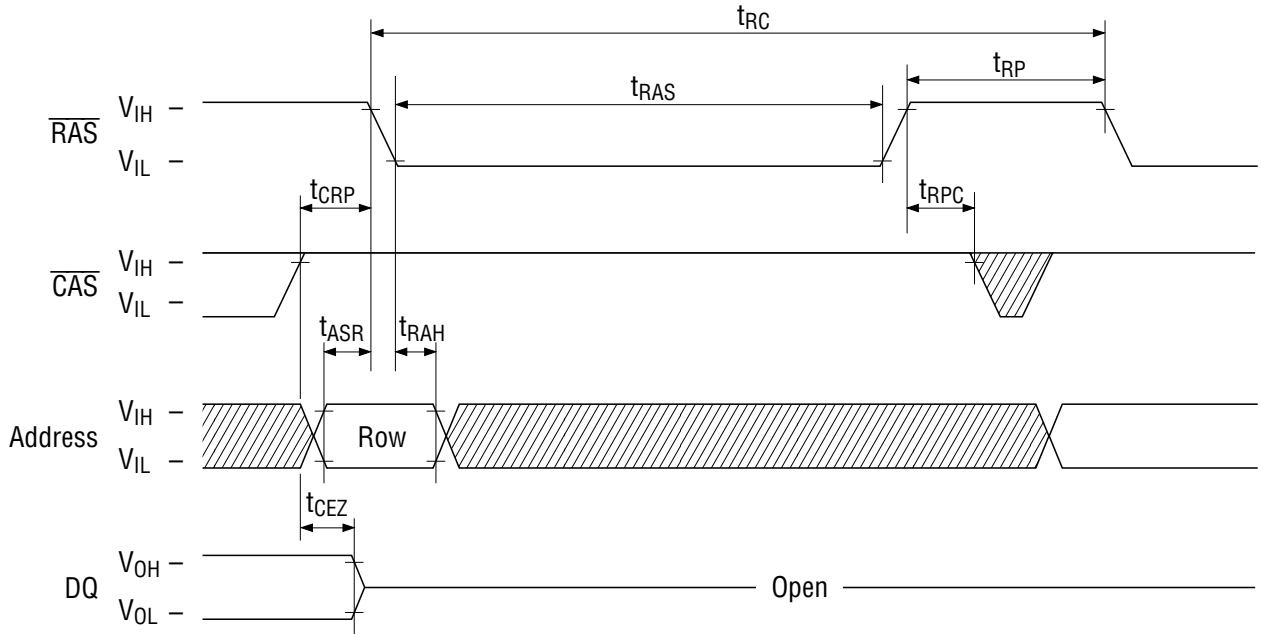 tRC
tRP
tRAS
RAS
VIH –
VIL –
tCRP
tRPC
CAS
VIH –
VIL –
tASR
tRAH
Address
VIH –
VIL –
Row
tCEZ
DQ
VOH –
VOL –
Open